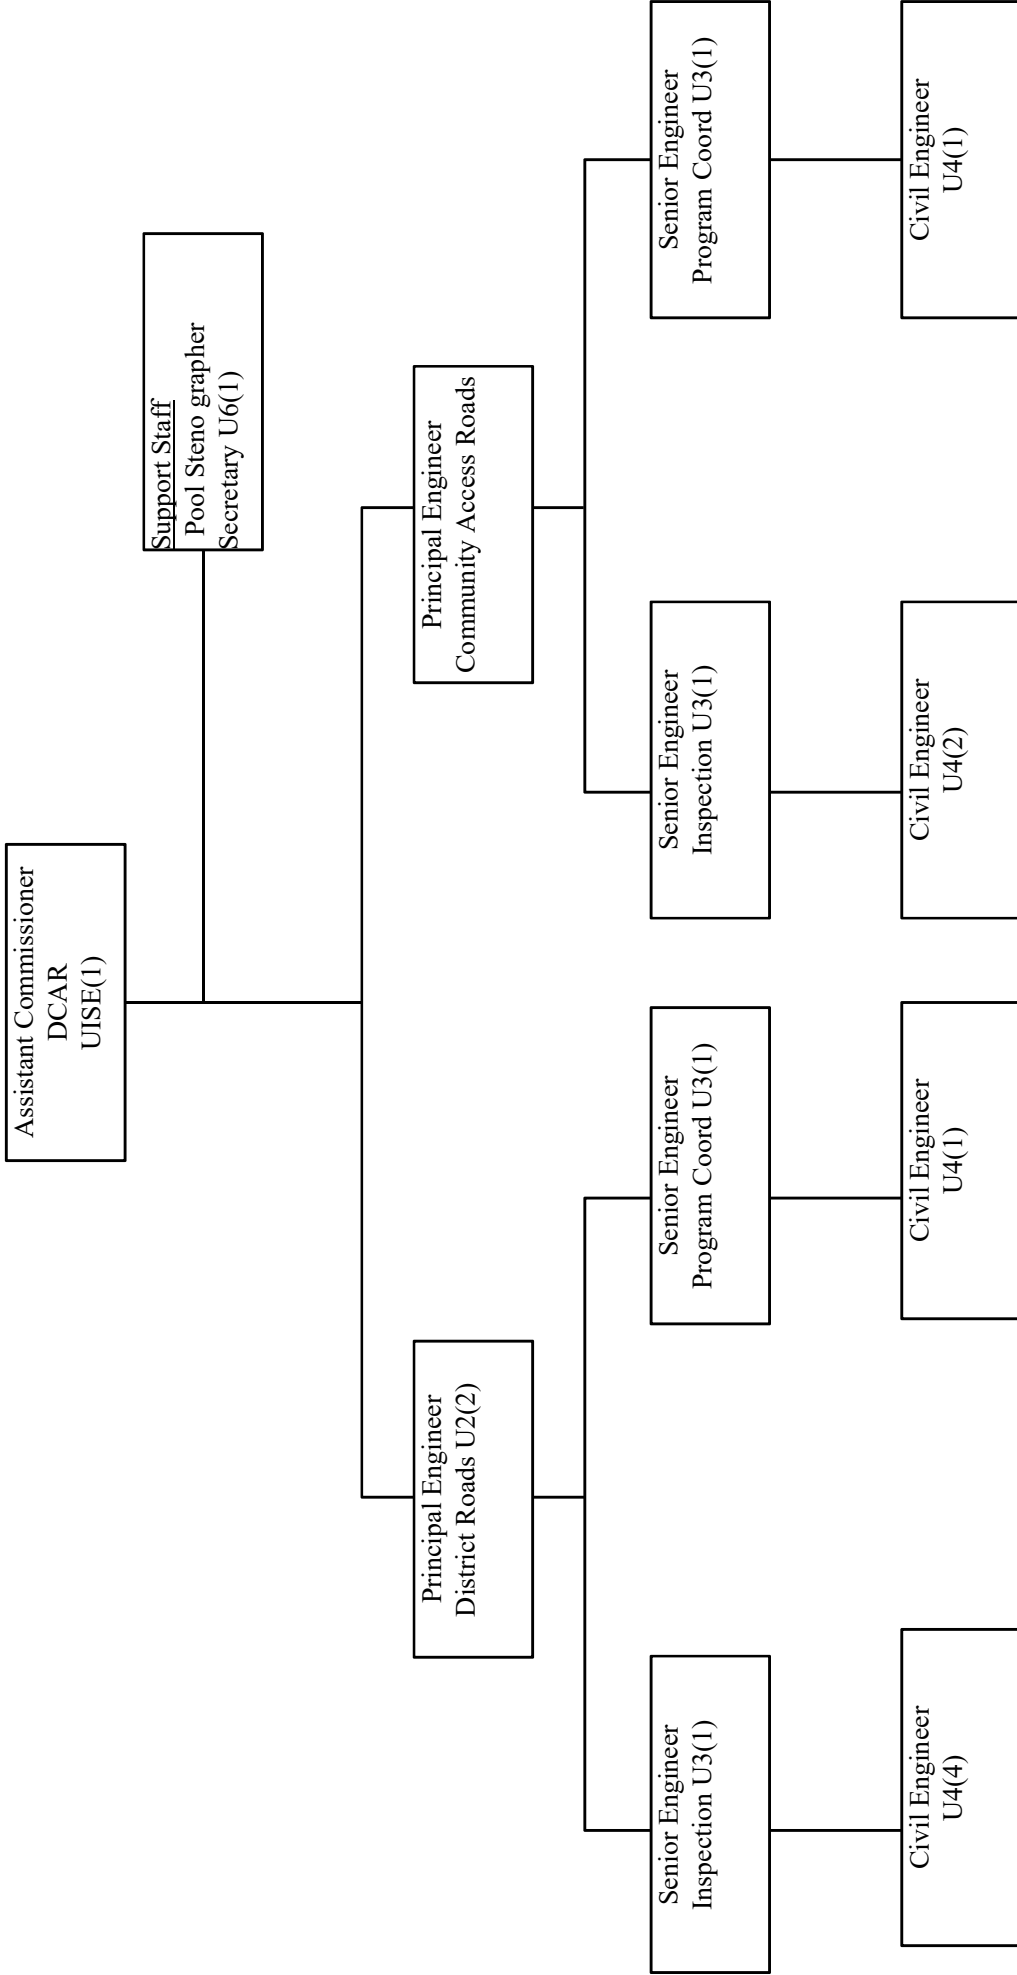 Assistant Commissioner
DCAR
UISE(1)
Support Staff
Pool Steno grapher
Secretary U6(1)
Principal Engineer
District Roads U2(2)
Principal Engineer
Community Access Roads
Senior Engineer
Inspection U3(1)
Senior Engineer
Program Coord U3(1)
Senior Engineer
Inspection U3(1)
Senior Engineer
Program Coord U3(1)
Civil Engineer
U4(4)
Civil Engineer
U4(1)
Civil Engineer
U4(2)
Civil Engineer
U4(1)